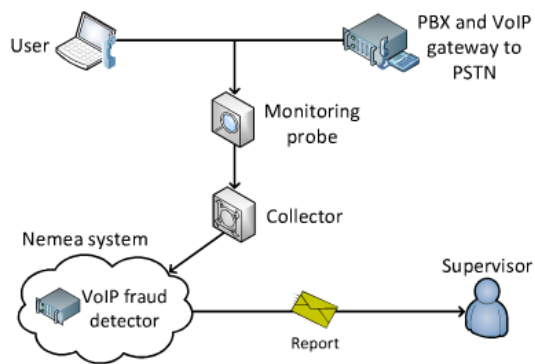 User
PBX and VoIP
gateway to
PSTN
Monitoring
probe
Collector
Nemea system
VoIP fraud
detector
Supervisor
Report